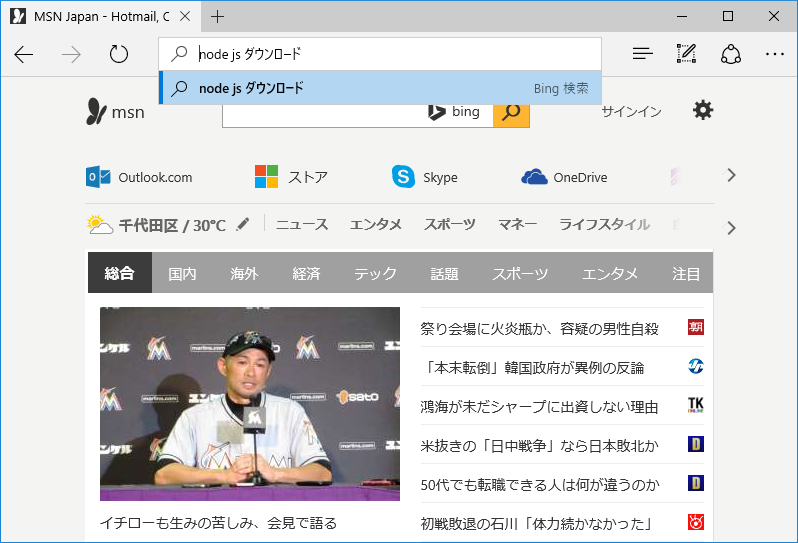 MSN Japan - Hotmail, O
node js ダウンロード
node js ダウンロード Bing 検索
msn bing サインイン
Outlook.com ストア Skype OneDrive
千代田区 / 30°C ニュース エンタメ スポーツ マネー ライフスタイル
総合 国内 海外 経済 テック 話題 スポーツ エンタメ 注目
祭り会場に火炎瓶か、容疑の男性自殺
「本末転倒」韓国政府が異例の反論
鴻海が未だシャープに出資しない理由
米抜きの「日中戦争」なら日本敗北か
50代でも転職できる人は何が違うのか
初戦敗退の石川「体力続かなかった」
marlins.com
marlins.com
marlins.com
sato
ユンケル
イチローも生みの苦しみ、会見で語る